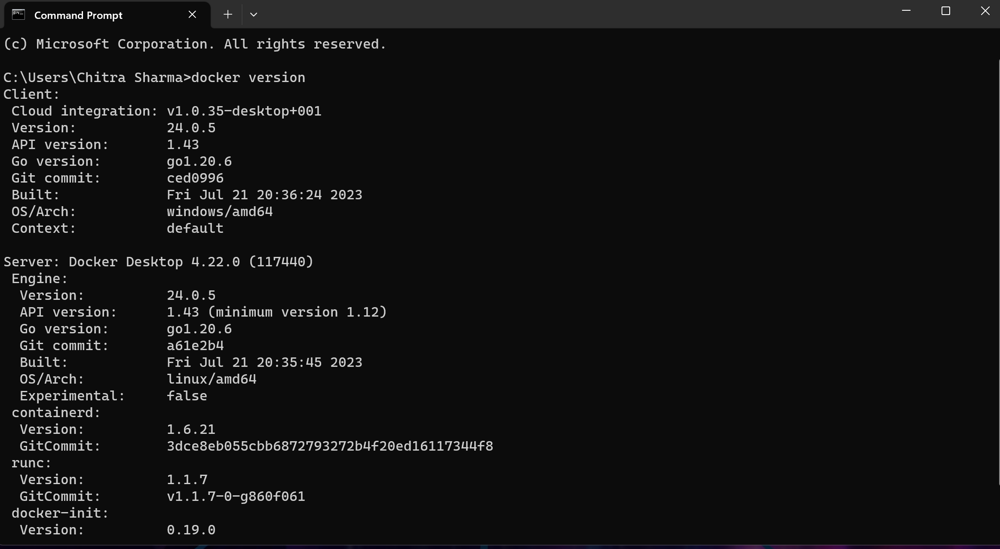 Command Prompt
(c) Microsoft Corporation. All rights reserved.
C:\Users\Chitra Sharma>docker version
Client:
 Cloud integration: v1.0.35-desktop+001
 Version:           24.0.5
 API version:       1.43
 Go version:        go1.20.6
 Git commit:        ced0996
 Built:             Fri Jul 21 20:36:24 2023
 OS/Arch:           windows/amd64
 Context:           default
Server: Docker Desktop 4.22.0 (117440)
 Engine:
  Version:          24.0.5
  API version:      1.43 (minimum version 1.12)
  Go version:       go1.20.6
  Git commit:       a61e2b4
  Built:            Fri Jul 21 20:35:45 2023
  OS/Arch:          linux/amd64
  Experimental:     false
 containerd:
  Version:          1.6.21
  GitCommit:        3dce8eb055cbb6872793272b4f20ed16117344f8
 runc:
  Version:          1.1.7
  GitCommit:        v1.1.7-0-g860f061
 docker-init:
  Version:          0.19.0